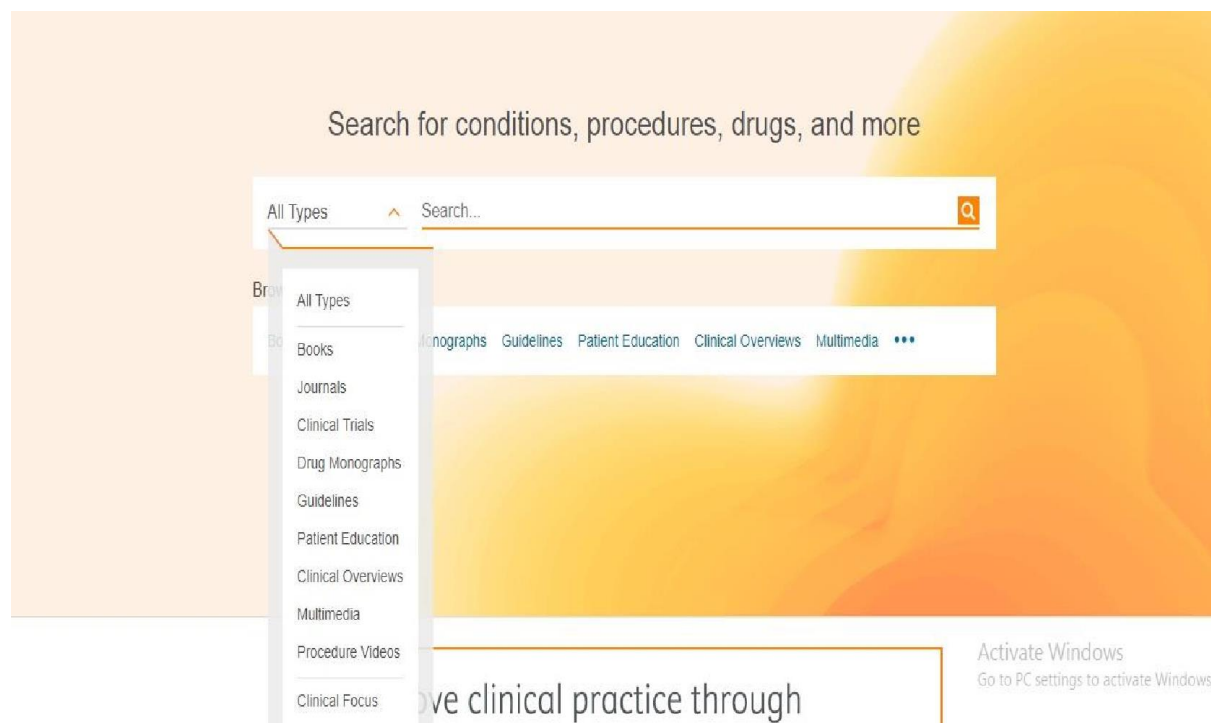 Search for conditions, procedures, drugs, and more
All Types Search...
All Types
Books
Journals
Clinical Trials
Drug Monographs
Guidelines
Patient Education
Clinical Overviews
Multimedia
Procedure Videos
Clinical Focus
Guidelines Patient Education Clinical Overviews Multimedia •••
clinical practice through
Activate Windows
Go to PC settings to activate Windows